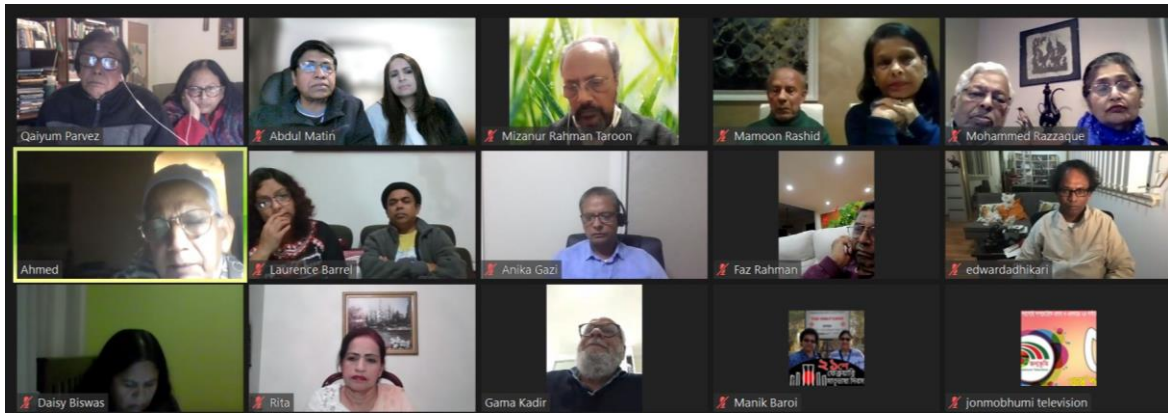 Qaiyum Parvez
Abdul Matin
Mizanur Rahman Taroon
Mamoon Rashid
Mohammed Razzaque
Ahmed
Laurence Barrel
Anika Gazi
Faz Rahman
edwardadhikari
Daisy Biswas
Rita
Gama Kadir
২১শে
Manik Baroi
jonmobhumi television